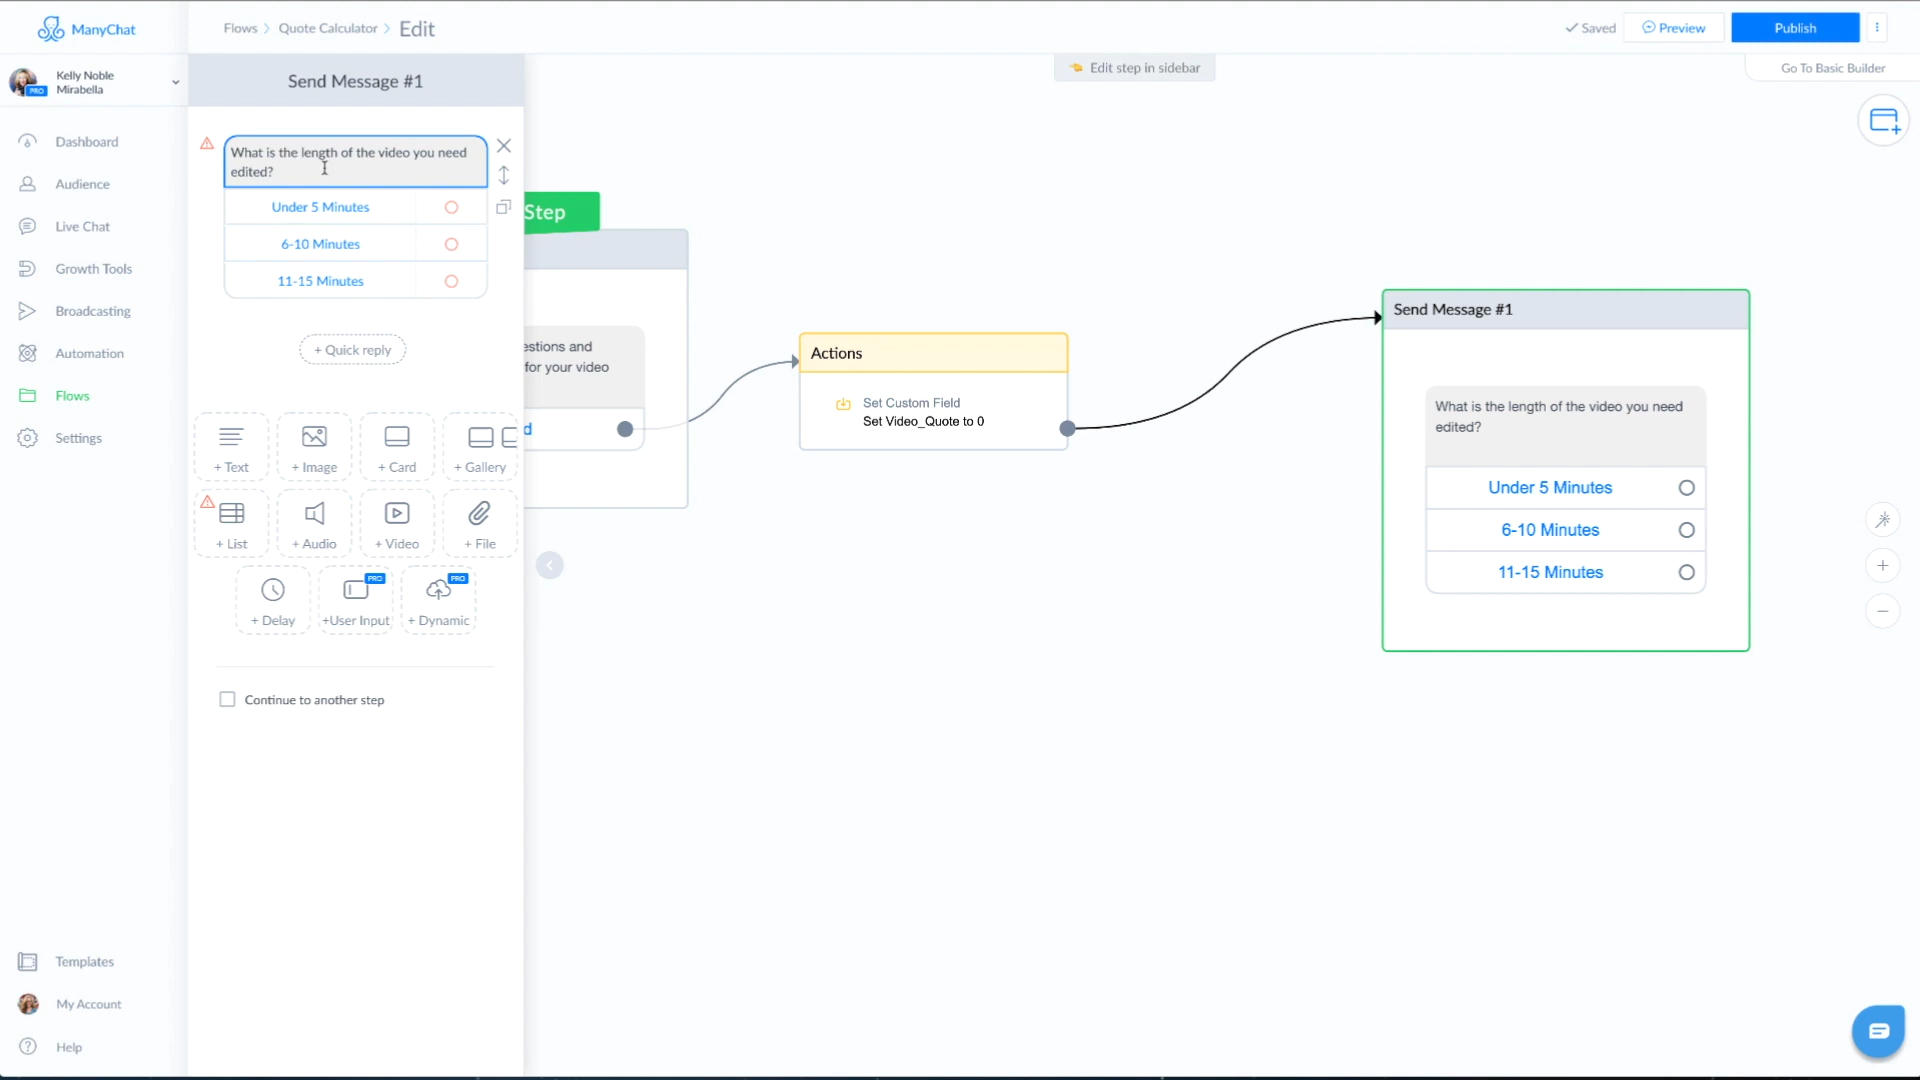 ManyChat
Flows
Quote Calculator
Edit
Saved
Preview
Publish
Kelly Noble
Mirabella
PRO
Send Message #1
Edit step in sidebar
Go To Basic Builder
Dashboard
Audience
Live Chat
Growth Tools
Broadcasting
Automation
Flows
Settings
Templates
My Account
Help
What is the length of the video you need
edited?
Under 5 Minutes
6-10 Minutes
11-15 Minutes
+ Quick reply
+ Text
+ Image
+ Card
+ Gallery
+ List
+ Audio
+ Video
+ File
PRO
PRO
+ Delay
+User Input
+ Dynamic
Continue to another step
Step
estions and
for your video
d
Actions
Set Custom Field
Set Video_Quote to 0
Send Message #1
What is the length of the video you need
edited?
Under 5 Minutes
6-10 Minutes
11-15 Minutes